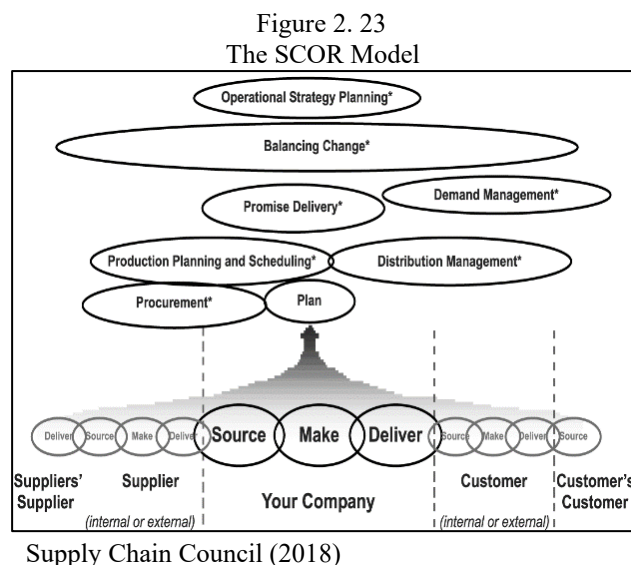 Figure 2. 23
The SCOR Model
Operational Strategy Planning*
Balancing Change*
Demand Management*
Promise Delivery*
Production Planning and Scheduling*
Distribution Management*
Procurement*
Plan
Deliver
Source
Make
Deliver
Source
Make
Deliver
Source
Make
Deliver
Source
Suppliers'
Supplier
Supplier
(internal or external)
Your Company
Customer
(internal or external)
Customer's
Customer
Supply Chain Council (2018)